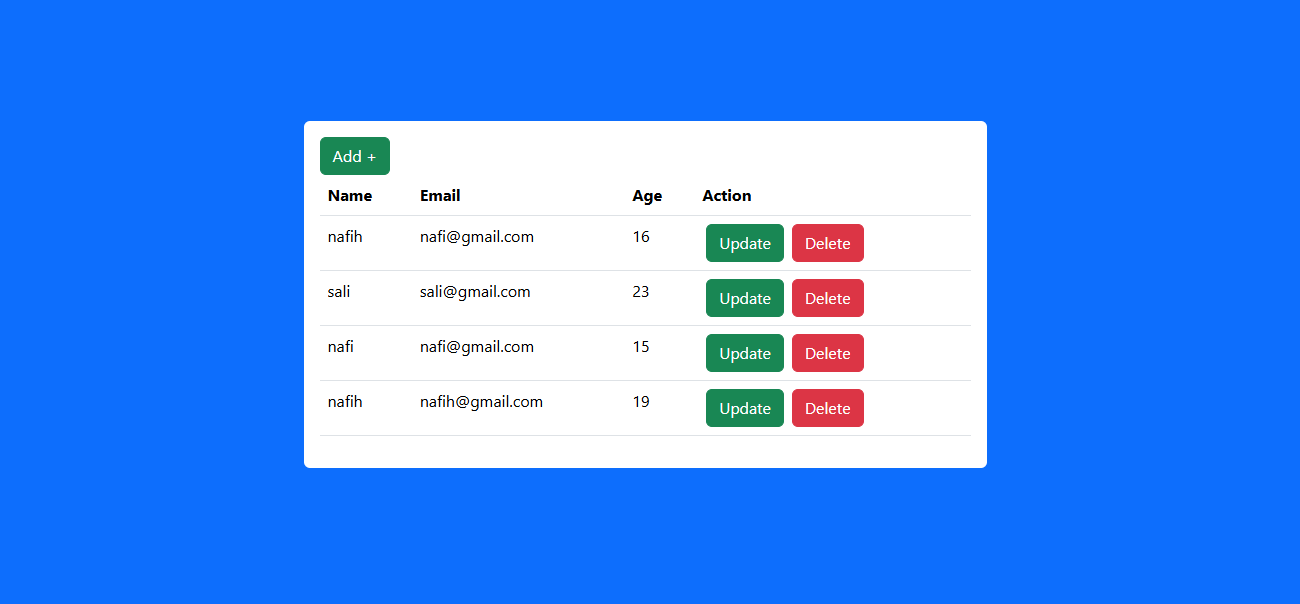 Add +
Name Email Age Action
nafih nafi@gmail.com 16 Update Delete
sali sali@gmail.com 23 Update Delete
nafi nafi@gmail.com 15 Update Delete
nafih nafih@gmail.com 19 Update Delete